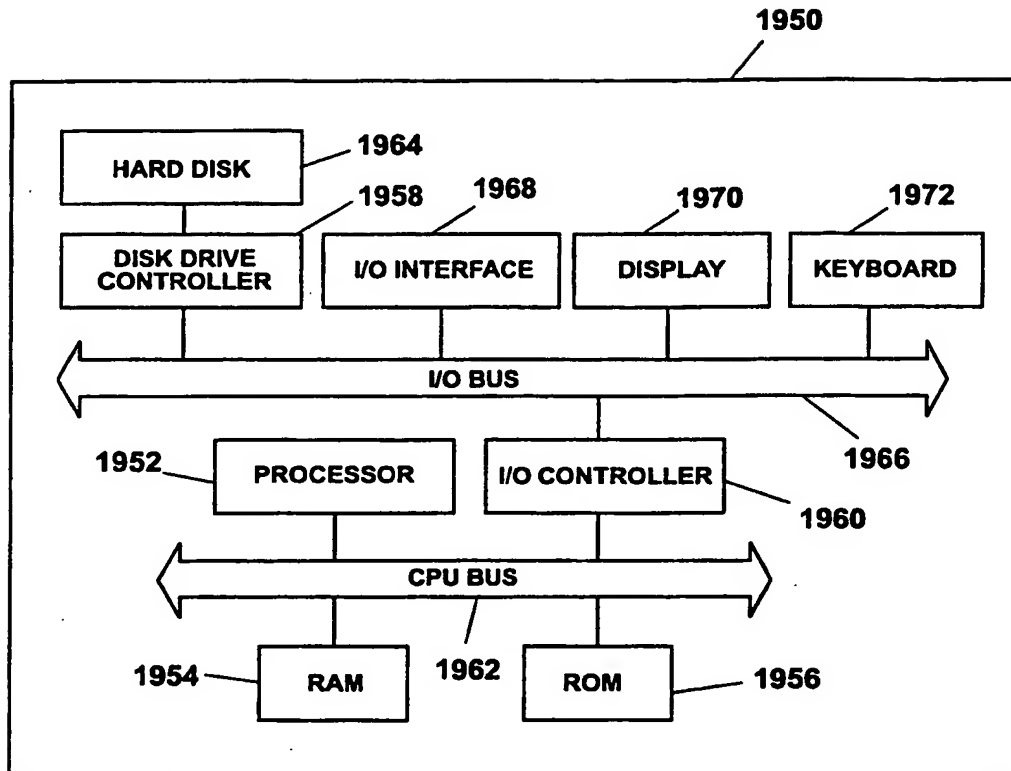 1950
HARD DISK
1964
1958
1968
1970
1972
DISK DRIVE
CONTROLLER
I/O INTERFACE
DISPLAY
KEYBOARD
I/O BUS
1966
1952
PROCESSOR
I/O CONTROLLER
1960
CPU BUS
1962
1954
RAM
ROM
1956